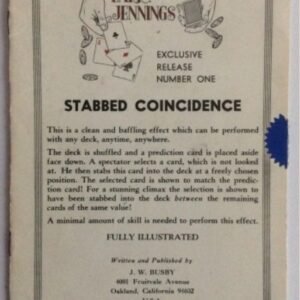 JENNINGS
EXCLUSIVE
RELEASE
NUMBER ONE
STABBED COINCIDENCE
This is a clean and baffling effect which can be performed
with any deck, anytime, anywhere.
The deck is shuffled and a prediction card is placed aside
face down. A spectator selects a card, which is not looked
at. He then stabs this card into the deck at a freely chosen
position. The selected card is shown to match the predic-
tion card! For a stunning climax the selection is shown to
have been stabbed into the deck between the remaining
cards of the same value!
A minimal amount of skill is needed to perform this effect.
FULLY ILLUSTRATED
Written and Published by
J. W. BUSBY
4001 Fruitvale Avenue
Oakland, California 94602